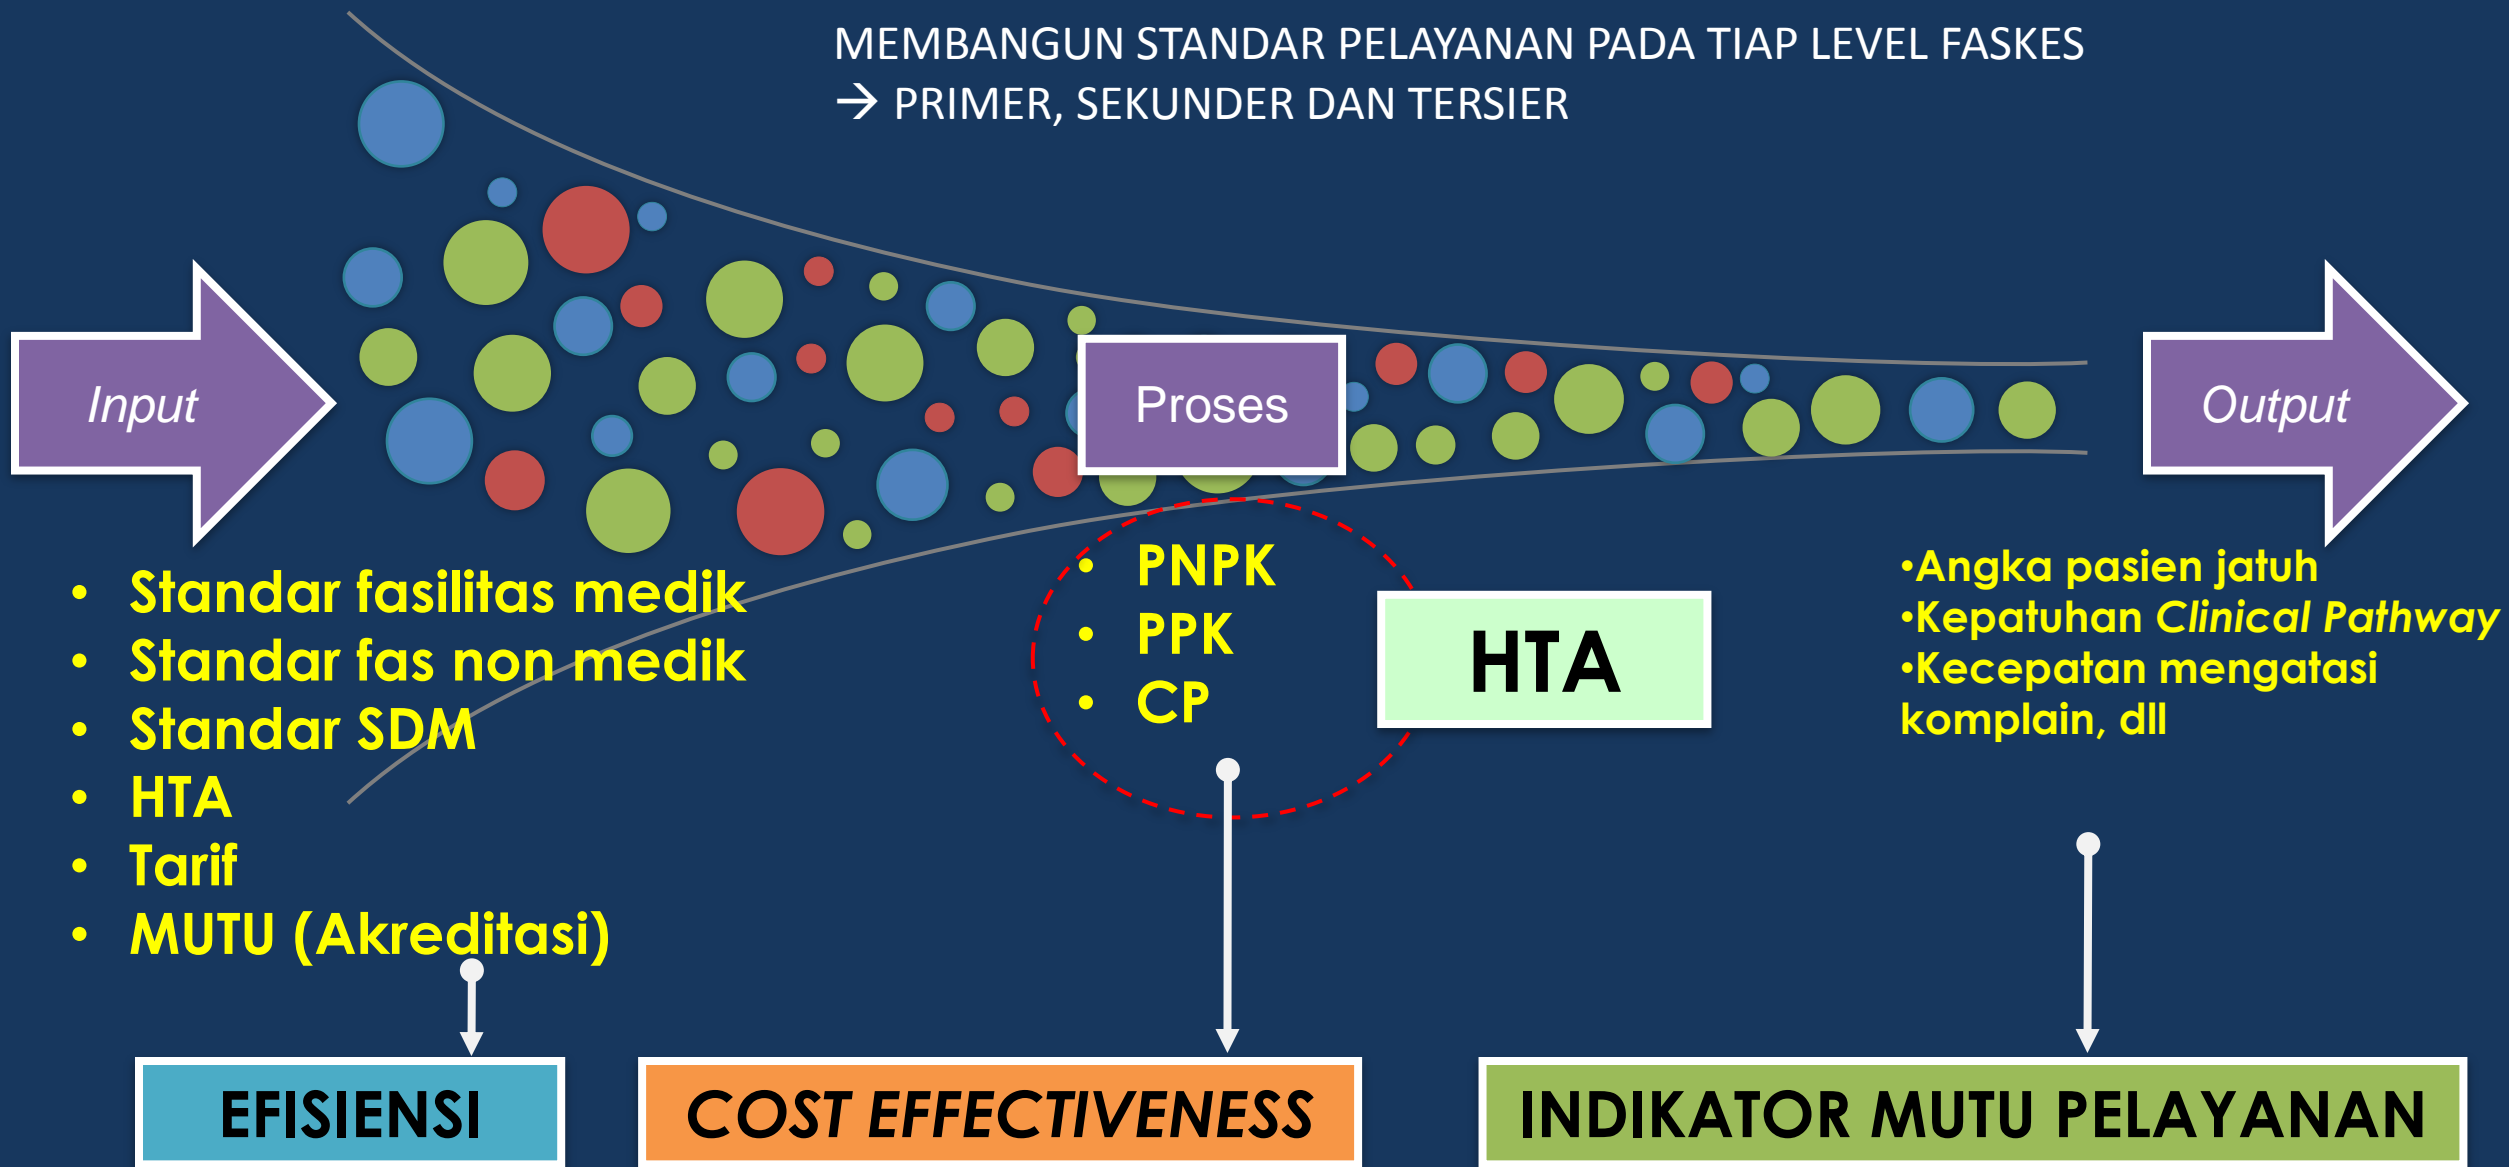 MEMBANGUN STANDAR PELAYANAN PADA TIAP LEVEL FASKES
→ PRIMER, SEKUNDER DAN TERSIER
Input
Proses
Output
• Standar fasilitas medik
• Standar fas non medik
• Standar SDM
• HTA
• Tarif
• MUTU (Akreditasi)
• PNPK
• PPK
• CP
HTA
•Angka pasien jatuh
•Kepatuhan Clinical Pathway
•Kecepatan mengatasi
komplain, dll
EFISIENSI
COST EFFECTIVENESS
INDIKATOR MUTU PELAYANAN